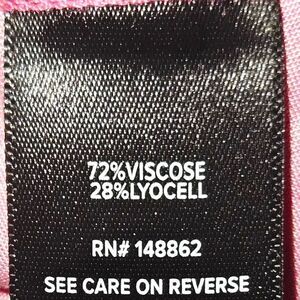 72%VISCOSE
28%LYOCELL
RN# 148862
SEE CARE ON REVERSE